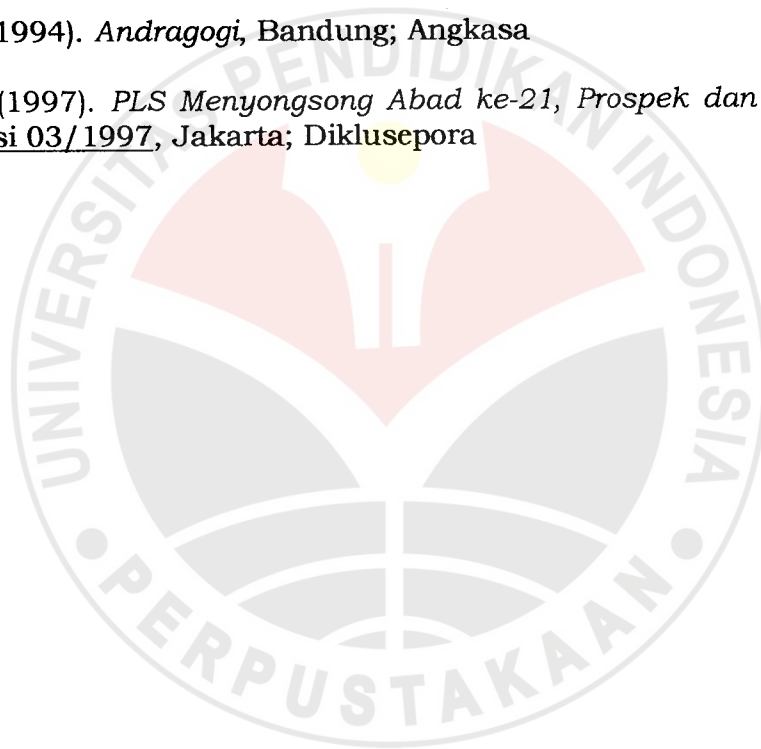 1994). Andragogi, Bandung; Angkasa
(1997). PLS Menyongsong Abad ke-21, Prospek dan
si 03/1997, Jakarta; Diklusepora
UNIVERSITAS PENDIDIKAN INDONESIA
PERPUSTAKAAN